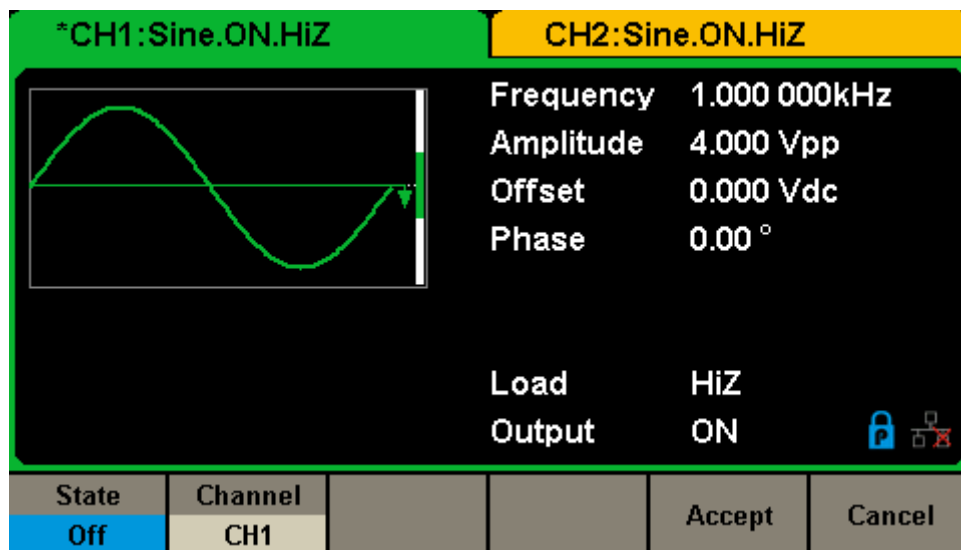 *CH1:Sine.ON.HiZ
CH2:Sine.ON.HiZ
Frequency 1.000 000kHz
Amplitude 4.000 Vpp
Offset 0.000 Vdc
Phase 0.00 °
Load HiZ
Output ON
P
State Channel
Off CH1
Accept Cancel